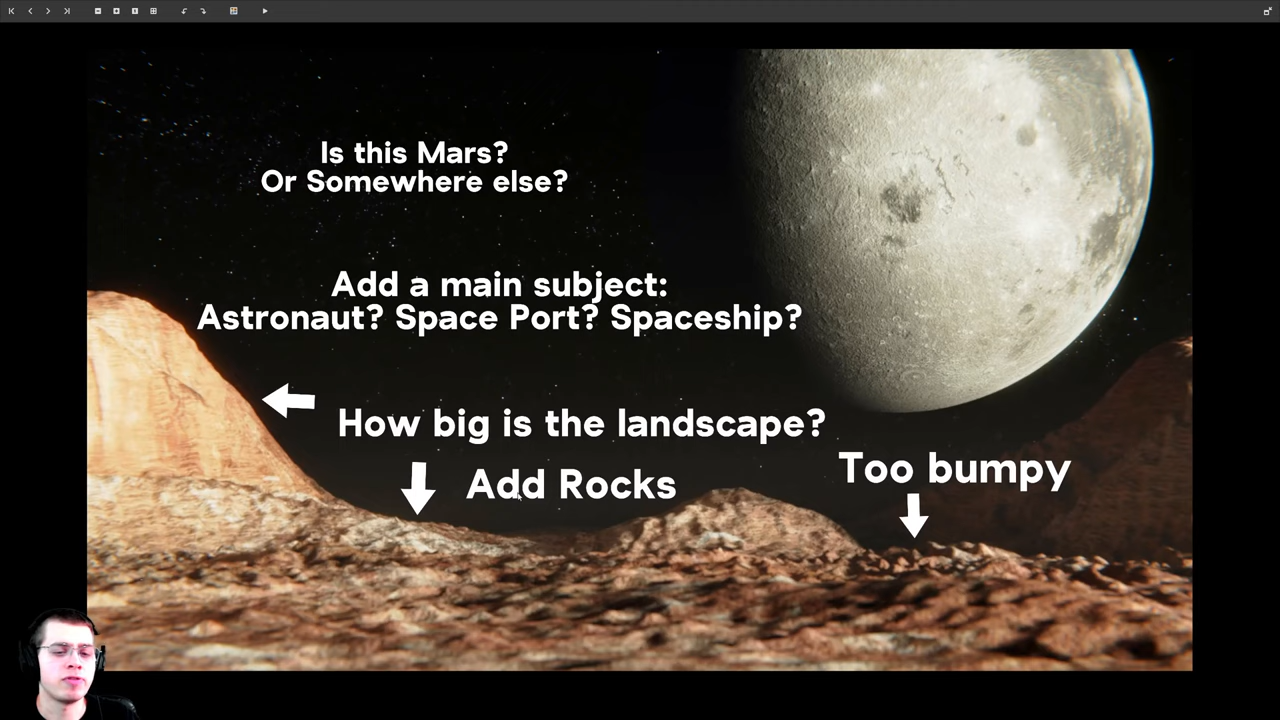 Is this Mars?
Or Somewhere else?
Add a main subject:
Astronaut? Space Port? Spaceship?
How big is the landscape?
Add Rocks
Too bumpy